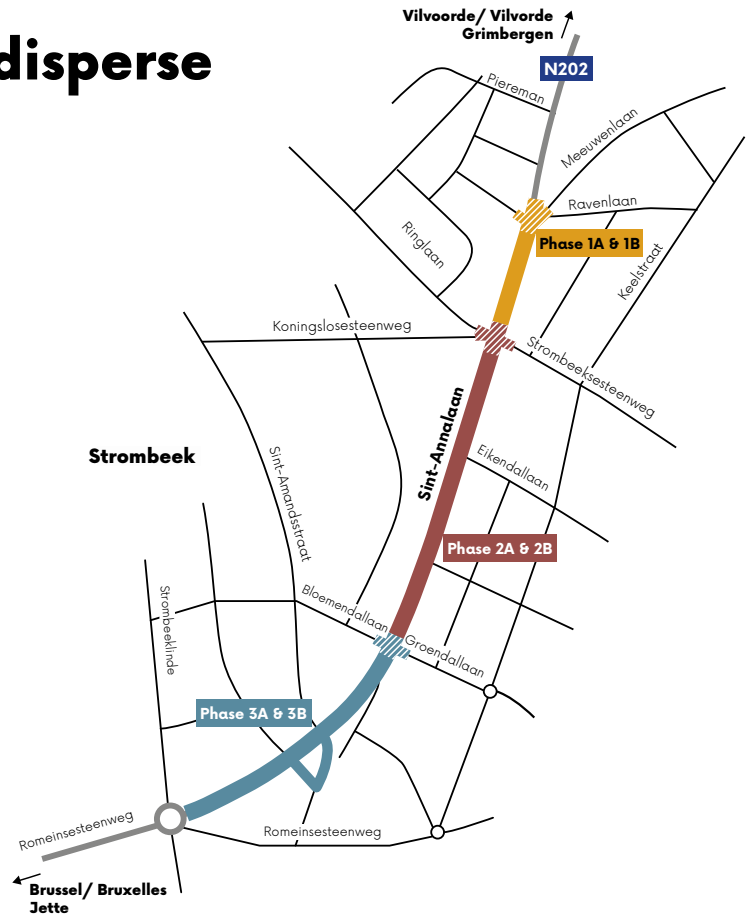 disperse
Vilvoorde/ Vilvorde
Grimbergen
N202
Piereman
Meeuwenlaan
Ravenlaan
Ringlaan
Phase 1A & 1B
Keelstraat
Koningslosesteenweg
Strombeeksesteenweg
Sint-Annalaan
Strombeek
Sint-Amandsstraat
Eikendallaan
Phase 2A & 2B
Strombeeklinde
Bloemendallaan
Groendallaan
Phase 3A & 3B
Romeinsesteenweg
Romeinsesteenweg
Brussel/ Bruxelles
Jette